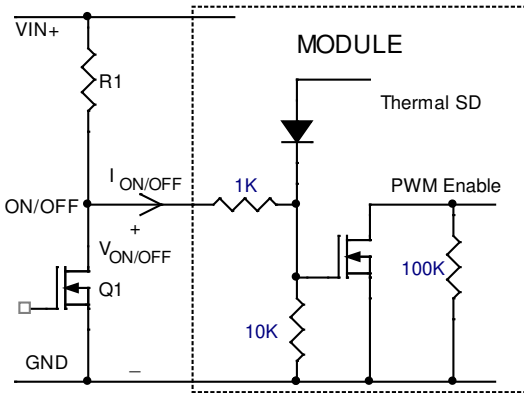 VIN+
MODULE
R1
Thermal SD
I ON/OFF
1K
PWM Enable
ON/OFF
+
V ON/OFF
Q1
100K
10K
GND
_